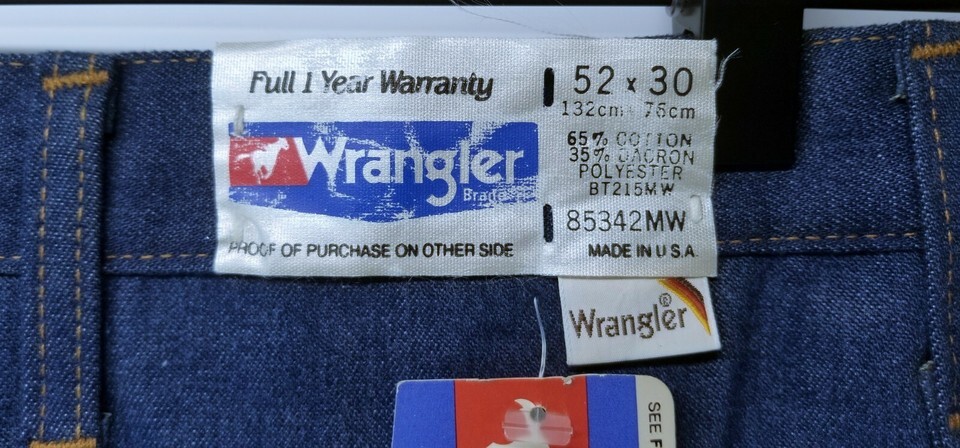 Full 1 Year Warranty
Wrangler
Brand
PROOF OF PURCHASE ON OTHER SIDE
52 x 30
132cm 76cm
65% COTTON
35% DACRON
POLYESTER
BT215MW
85342MW
MADE IN U.S.A.
Wrangler®
SEE